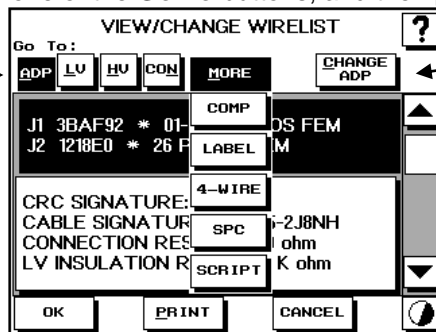 VIEW/CHANGE WIRELIST
?
Go To:
ADP LV HV CON MORE CHANGE ADP
COMP
J1 3BAF92 * 01- OS FEM
J2 1218E0 * 26 P M
LABEL
4-WIRE
CRC SIGNATURE:
CABLE SIGNATUR -2J8NH
SPC
CONNECTION RES ohm
LV INSULATION R K ohm
SCRIPT
OK PRINT CANCEL